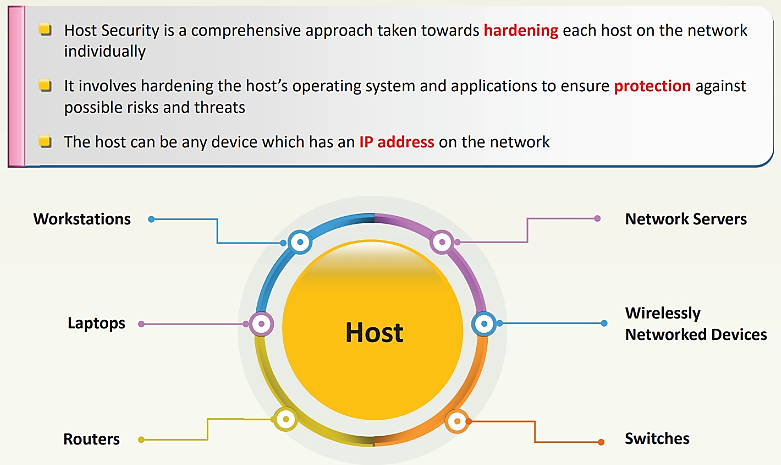 Host Security is a comprehensive approach taken towards hardening each host on the network
individually
It involves hardening the host's operating system and applications to ensure protection against
possible risks and threats
The host can be any device which has an IP address on the network
Workstations
Network Servers
Laptops
Host
Wirelessly
Networked Devices
Routers
Switches